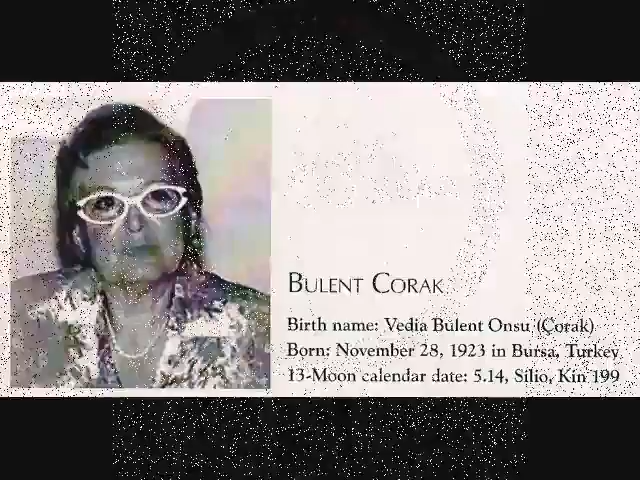 BULENT CORAK
Birth name: Vedia Bulent Onsu (Çorak)
Born: November 28, 1923 in Bursa, Turkey
13-Moon calendar date: 5.14, Silio, Kin 199